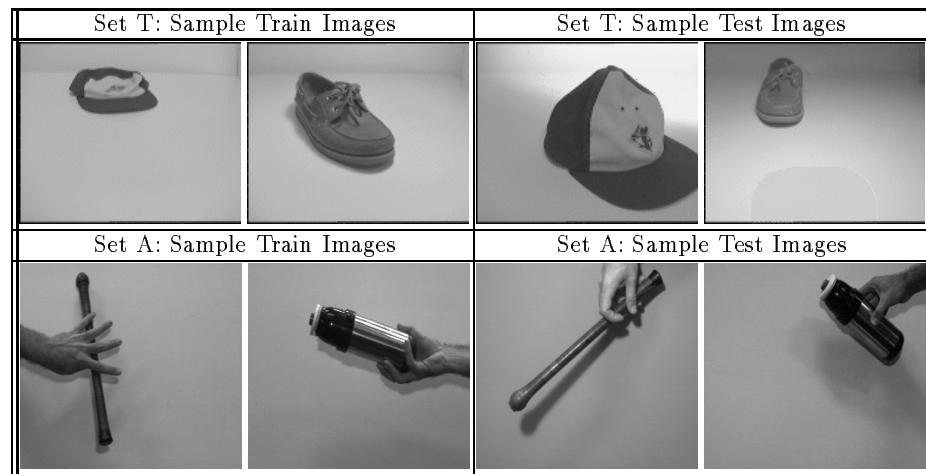 Set T: Sample Train Images
Set T: Sample Test Images
Set A: Sample Train Images
Set A: Sample Test Images